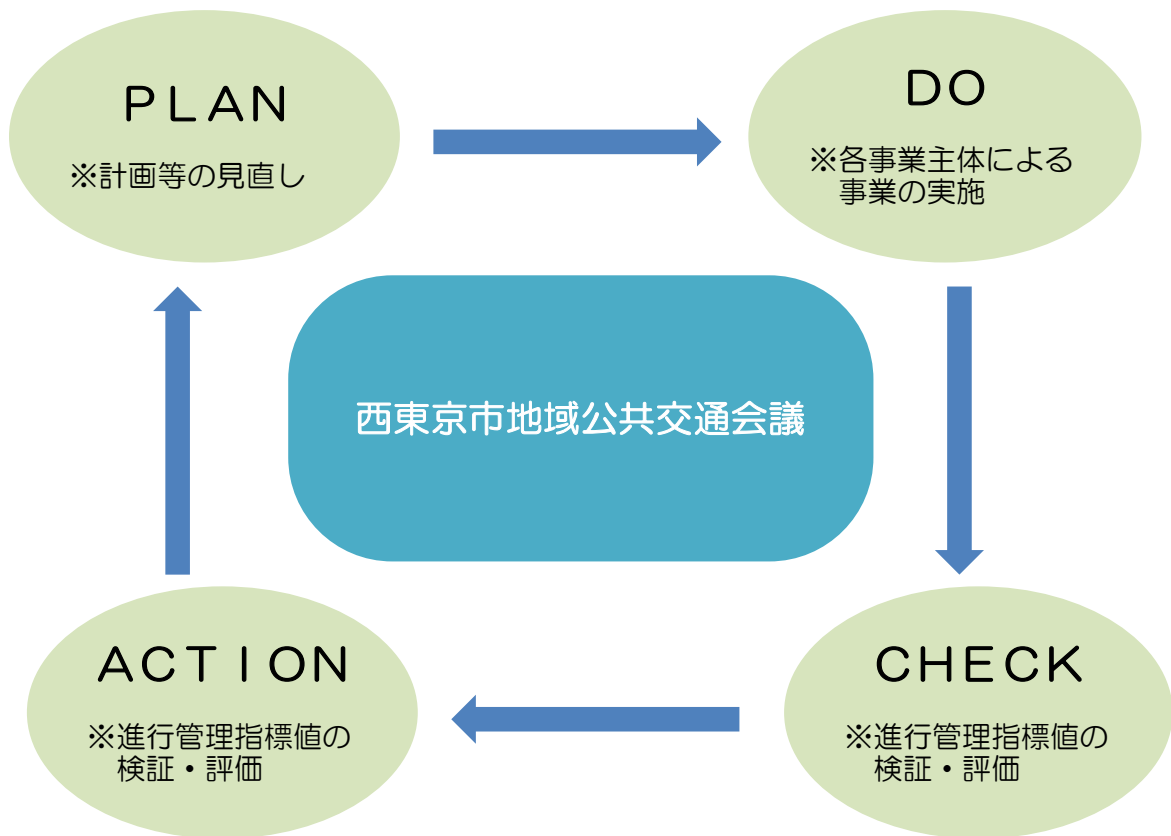 PLAN
※計画等の見直し
DO
※各事業主体による
事業の実施
西東京市地域公共交通会議
ACTION
※進行管理指標値の
検証・評価
CHECK
※進行管理指標値の
検証・評価